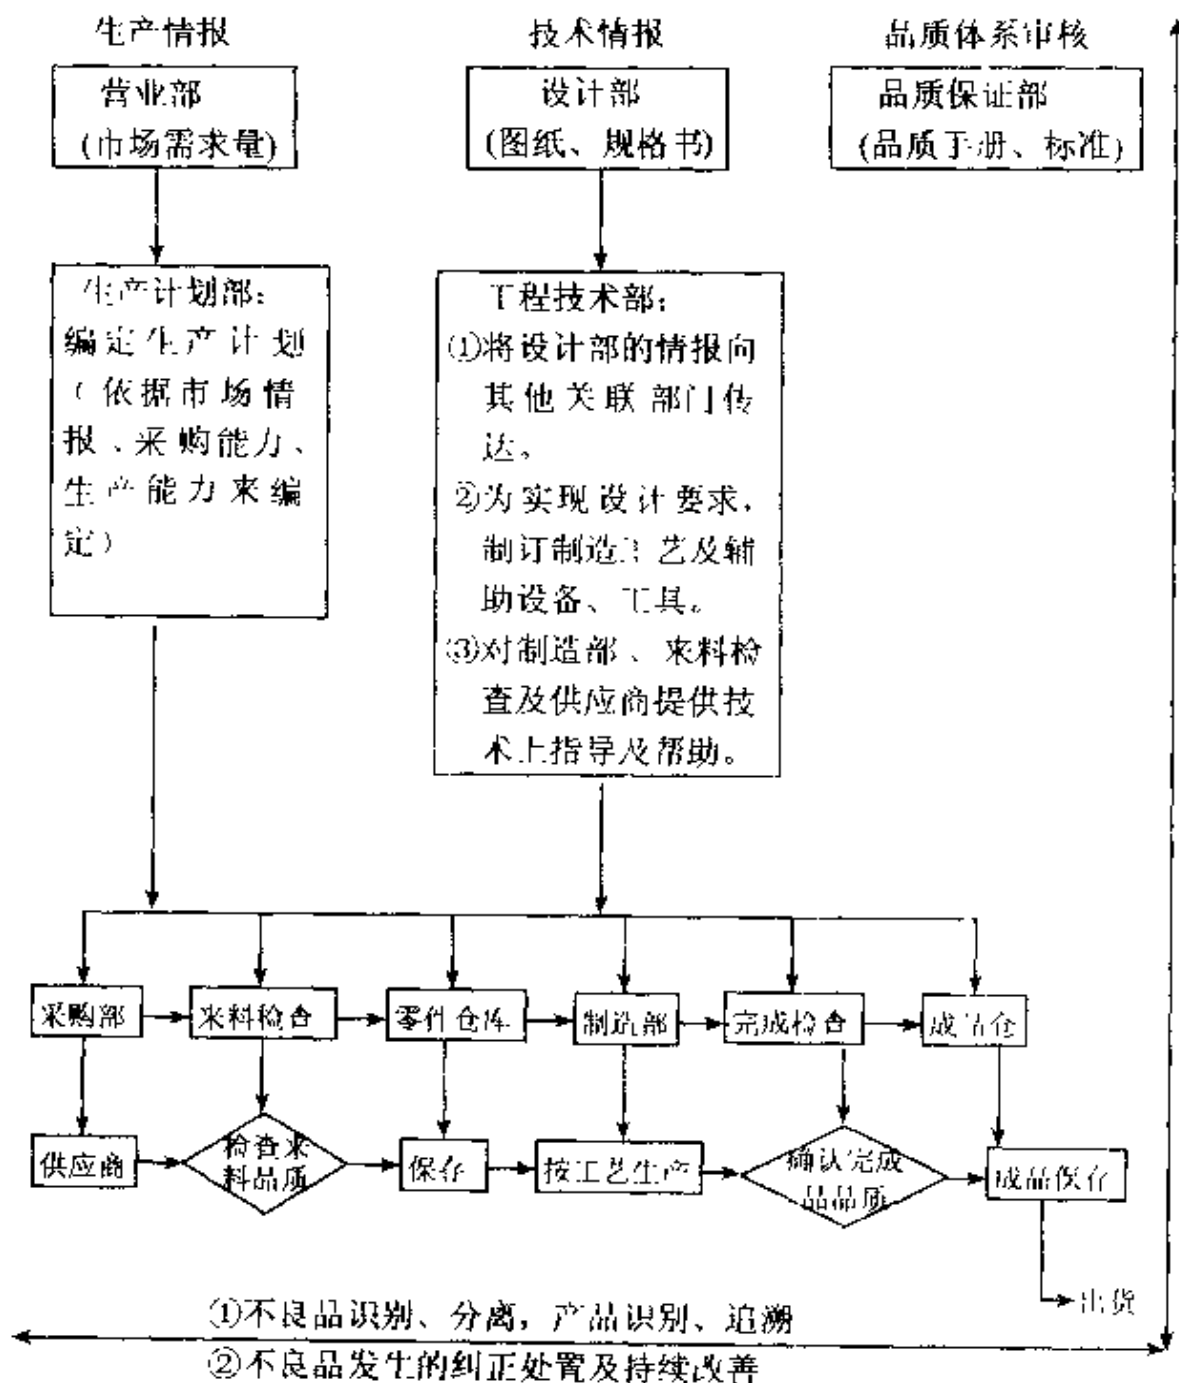 生产情报
技术情报
品质体系审核
营业部
(市场需求量)
设计部
(图纸、规格书)
品质保证部
(品质手册、标准)
生产计划部:
编定生产计划
(依据市场情
报、采购能力、
生产能力来编
定)
工程技术部:
①将设计部的情报向
其他关联部门传
达。
②为实现设计要求,
制订制造工艺及辅
助设备、工具。
③对制造部、来料检
查及供应商提供技
术上指导及帮助。
采购部
来料检查
零件仓库
制造部
完成检查
成品仓
供应商
检查来
料品质
保存
按工艺生产
确认完成
品品质
成品保存
出货
①不良品识别、分离,产品识别、追溯
②不良品发生的纠正处置及持续改善